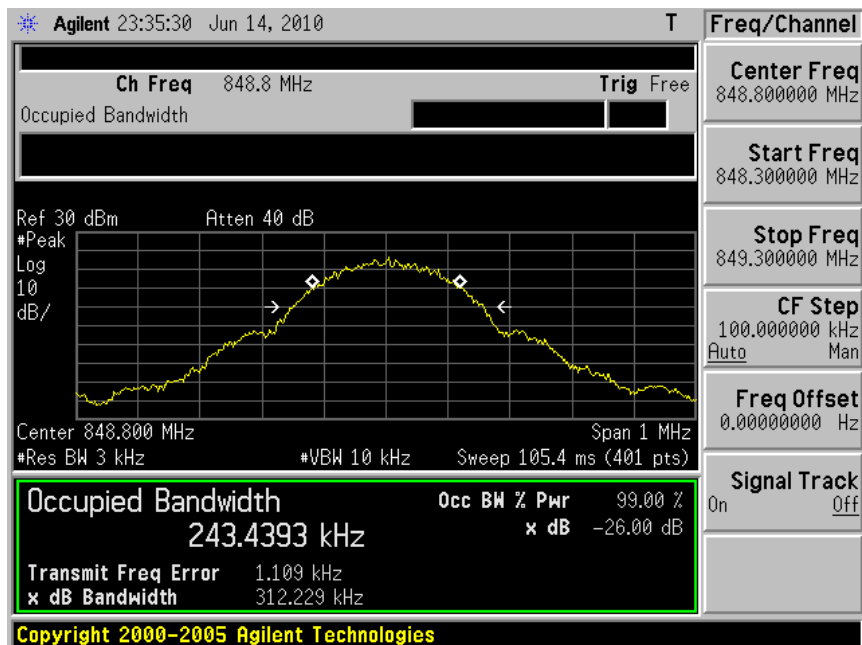 Agilent 23:35:30 Jun 14, 2010 T
Freq/Channel
Ch Freq 848.8 MHz Trig Free
Occupied Bandwidth
Center Freq
848.800000 MHz
Start Freq
848.300000 MHz
Stop Freq
849.300000 MHz
CF Step
100.000000 kHz
Auto Man
Freq Offset
0.00000000 Hz
Signal Track
On Off
Ref 30 dBm Atten 40 dB
#Peak
Log
10
dB/
Center 848.800 MHz Span 1 MHz
#Res BW 3 kHz #VBW 10 kHz Sweep 105.4 ms (401 pts)
Occupied Bandwidth Occ BW % Pwr 99.00 %
243.4393 kHz x dB -26.00 dB
Transmit Freq Error 1.109 kHz
x dB Bandwidth 312.229 kHz
Copyright 2000-2005 Agilent Technologies